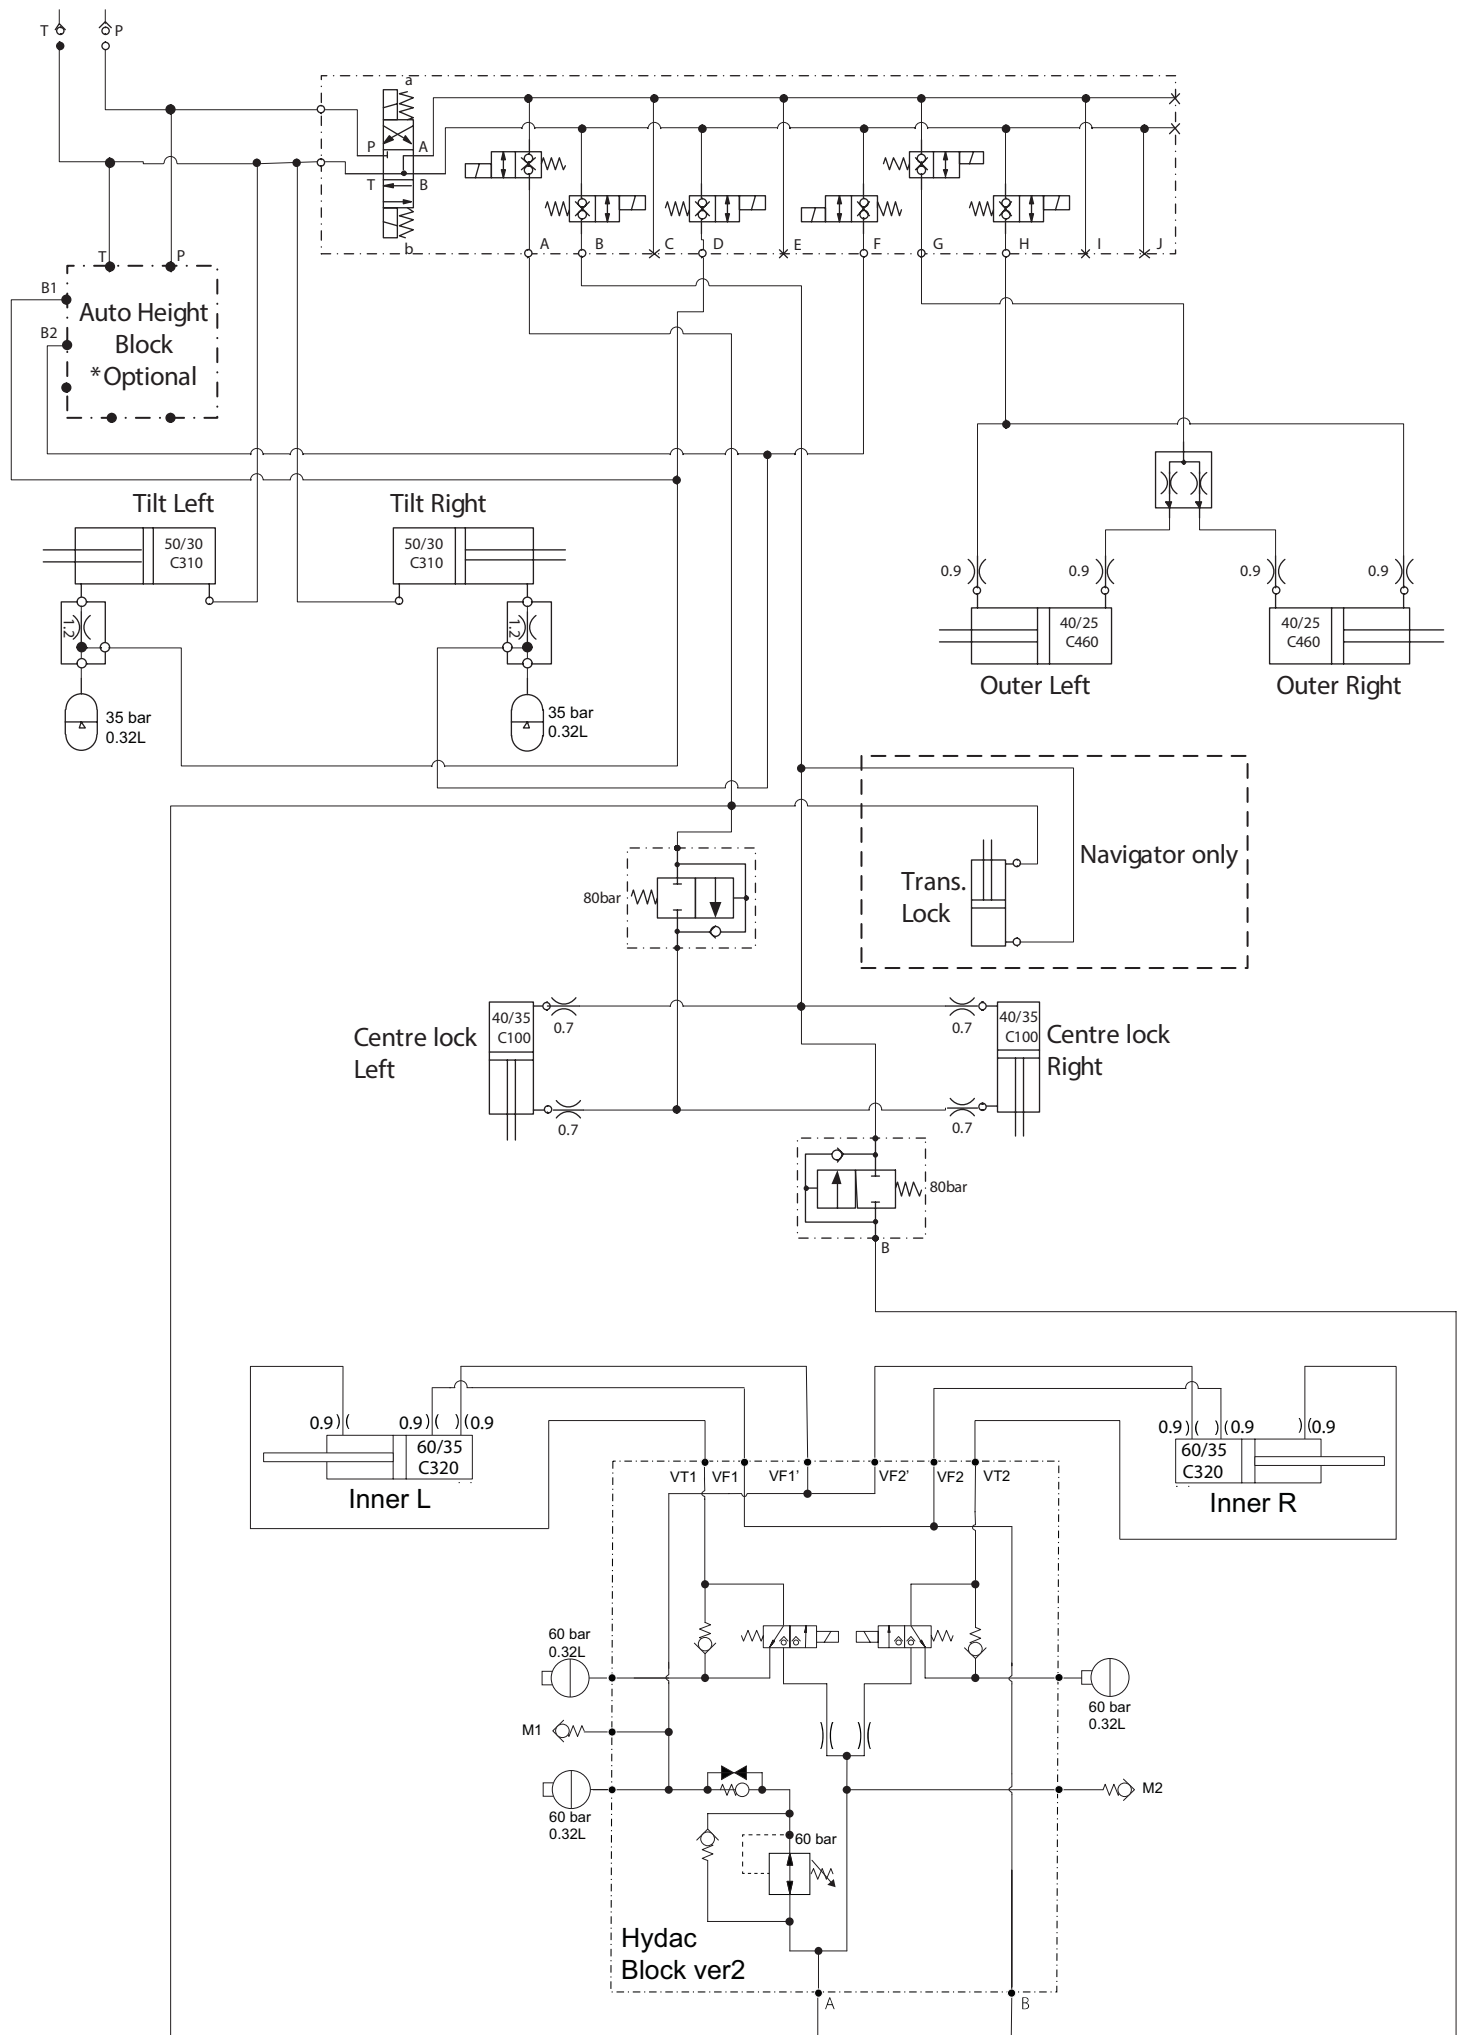 T P
a
P A
T B
b
A B C D E F G H I J
T P
B1
Auto Height
B2
Block
*Optional
Tilt Left
Tilt Right
50/30
C310
50/30
C310
1.2
1.2
35 bar
0.32L
35 bar
0.32L
0.9 0.9 0.9 0.9
40/25
C460
40/25
C460
Outer Left
Outer Right
Navigator only
Trans.
Lock
80bar
Centre lock
Left
40/35
C100
0.7
0.7
0.7
0.7
40/35
C100
Centre lock
Right
80bar
B
0.9 0.9 0.9
60/35
C320
Inner L
0.9 0.9 0.9
60/35
C320
Inner R
VT1 VF1 VF1' VF2' VF2 VT2
60 bar
0.32L
60 bar
0.32L
M1
M2
60 bar
0.32L
60 bar
Hydac
Block ver2
A B